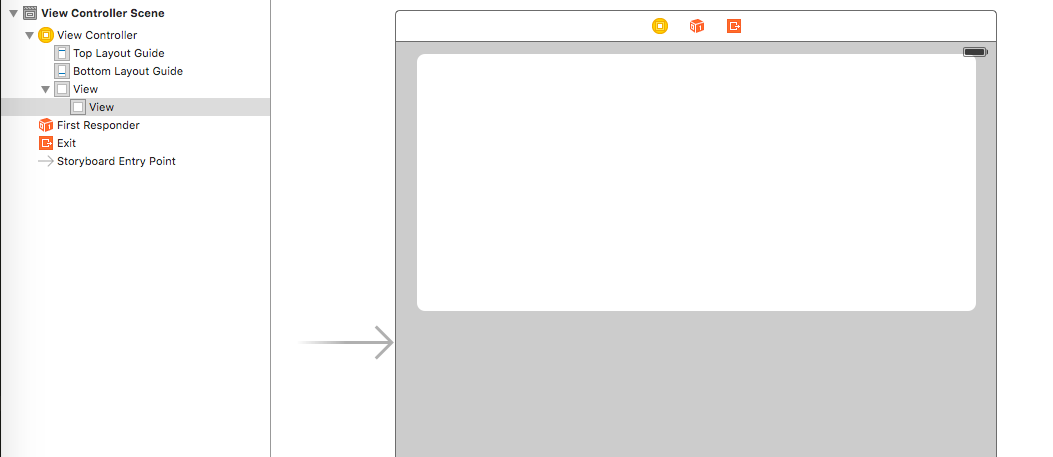 View Controller Scene
View Controller
Top Layout Guide
Bottom Layout Guide
View
View
First Responder
Exit
Storyboard Entry Point